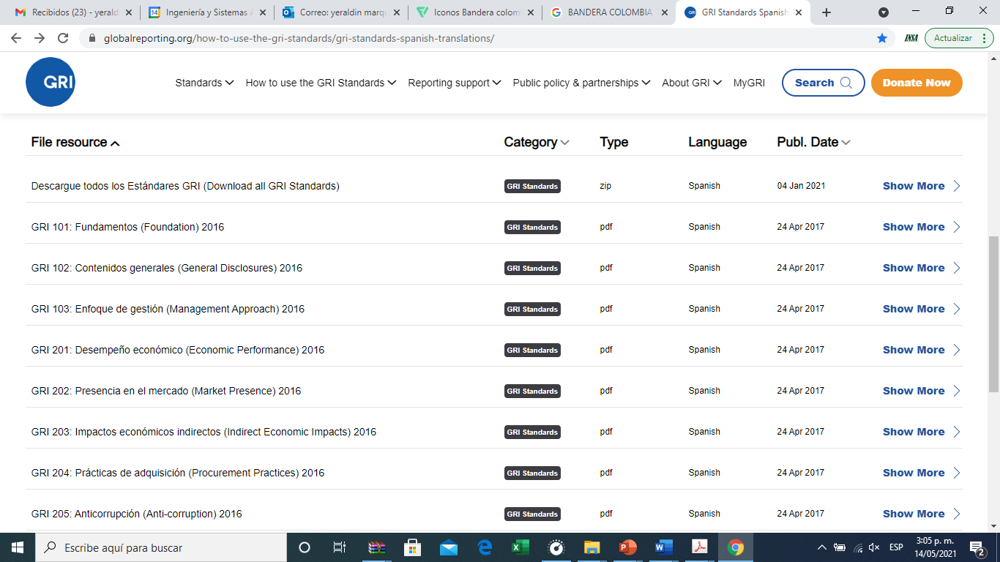 Recibidos (23) - yerald
14
Ingeniería y Sistemas A
Correo: yeraldin marqu
Iconos Bandera colom
BANDERA COLOMBIA
GRI Standards Spanish
globalreporting.org/how-to-use-the-gri-standards/gri-standards-spanish-translations/
INSA
Actualizar
GRI
Standards
How to use the GRI Standards
Reporting support
Public policy & partnerships
About GRI
MyGRI
Search
Donate Now
File resource Category Type Language Publ. Date
Descargue todos los Estándares GRI (Download all GRI Standards) GRI Standards zip Spanish 04 Jan 2021 Show More
GRI 101: Fundamentos (Foundation) 2016 GRI Standards pdf Spanish 24 Apr 2017 Show More
GRI 102: Contenidos generales (General Disclosures) 2016 GRI Standards pdf Spanish 24 Apr 2017 Show More
GRI 103: Enfoque de gestión (Management Approach) 2016 GRI Standards pdf Spanish 24 Apr 2017 Show More
GRI 201: Desempeño económico (Economic Performance) 2016 GRI Standards pdf Spanish 24 Apr 2017 Show More
GRI 202: Presencia en el mercado (Market Presence) 2016 GRI Standards pdf Spanish 24 Apr 2017 Show More
GRI 203: Impactos económicos indirectos (Indirect Economic Impacts) 2016 GRI Standards pdf Spanish 24 Apr 2017 Show More
GRI 204: Prácticas de adquisición (Procurement Practices) 2016 GRI Standards pdf Spanish 24 Apr 2017 Show More
GRI 205: Anticorrupción (Anti-corruption) 2016 GRI Standards pdf Spanish 24 Apr 2017 Show More
Escribe aquí para buscar
ESP
3:05 p. m.
14/05/2021
2